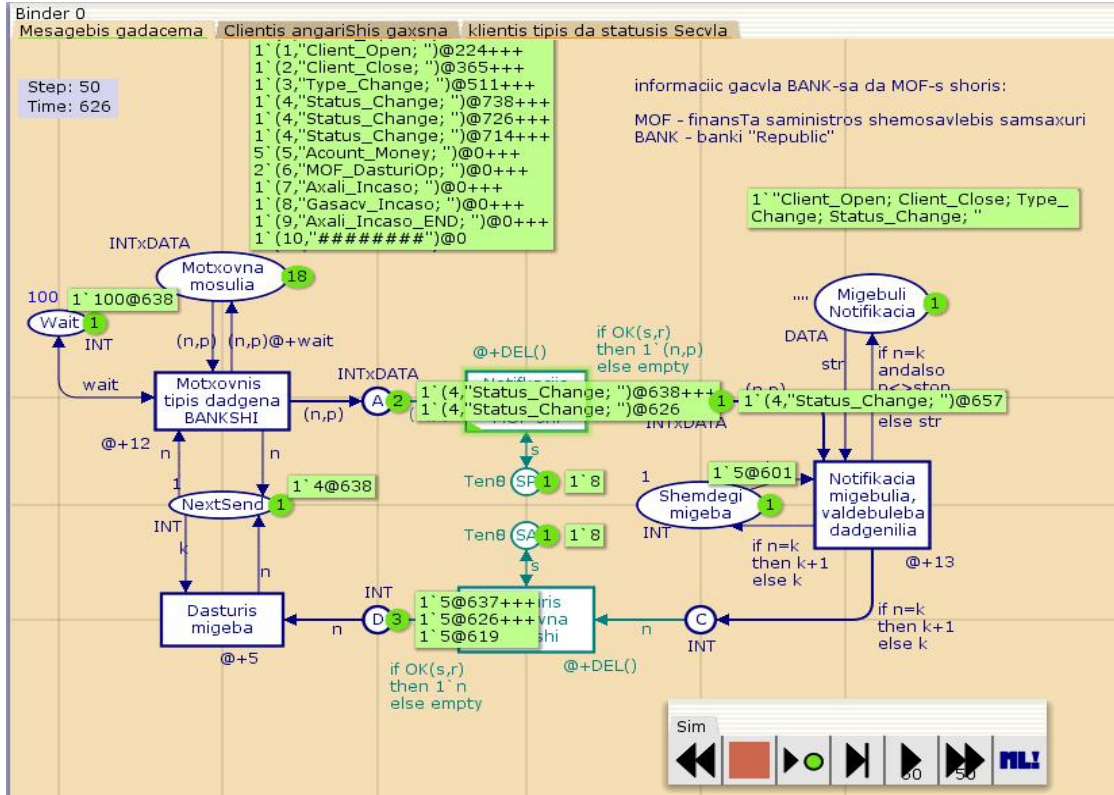 Binder 0
Mesagebis gadacema
Clientis angariShis gaxsna
klientis tipis da statusis Secvla
Step: 50
Time: 626
1`(1,"Client_Open; ")@224+++
1`(2,"Client_Close; ")@365+++
1`(3,"Type_Change; ")@511+++
1`(4,"Status_Change; ")@738+++
1`(4,"Status_Change; ")@726+++
1`(4,"Status_Change; ")@714+++
5`(5,"Acount_Money; ")@0+++
2`(6,"MOF_DasturiOp; ")@0+++
1`(7,"Axali_Incaso; ")@0+++
1`(8,"Gasacv_Incaso; ")@0+++
1`(9,"Axali_Incaso_END; ")@0+++
1`(10,"########")@0
informaciic gacvla BANK-sa da MOF-s shoris:
MOF - finansTa saministros shemosavlebis samsaxuri
BANK - banki "Republic"
1`"Client_Open; Client_Close; Type_
Change; Status_Change; "
INTxDATA
Motxovna
mosulia
18
100
1`100@638
Wait
1
INT
(n,p)
(n,p)@+wait
wait
Motxovnis
tipis dadgena
BANKSHI
@+12
(n,p)
INTxDATA
A
2
@+DEL()
if OK(s,r)
then 1`(n,p)
else empty
1`(4,"Status_Change; ")@638+++
1`(4,"Status_Change; ")@626
INTxDATA
1
1`(4,"Status_Change; ")@657
""
Migebuli
Notifikacia
1
DATA
str
if n=k
andalso
p<>stop
else str
n
n
1
NextSend
1
1`4@638
INT
k
n
s
Ten0
SP
1
1`8
Ten0
SA
1
1`8
s
1
Shemdegi
migeba
1
1`5@601
INT
Notifikacia
migebulia,
valdebuleba
dadgenilia
@+13
if n=k
then k+1
else k
if n=k
then k+1
else k
Dasturis
migeba
@+5
n
INT
D
3
1`5@637+++
1`5@626+++
1`5@619
@+DEL()
n
C
INT
if OK(s,r)
then 1`n
else empty
Sim
50
50
ML!